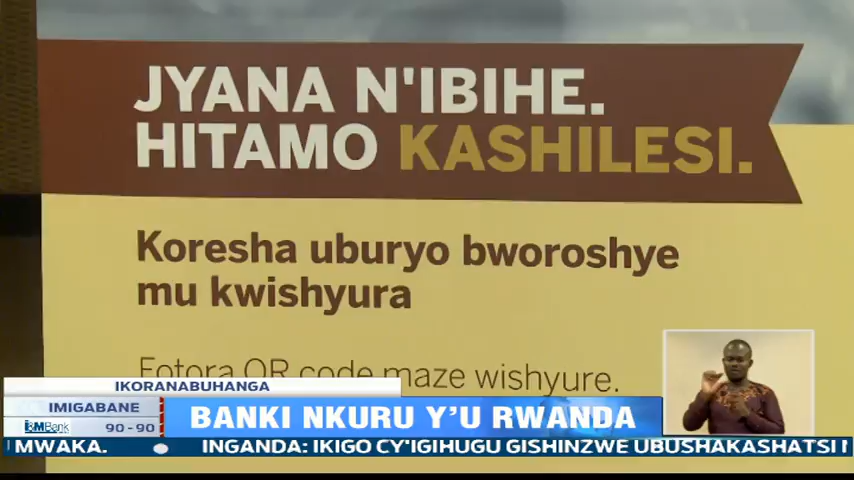 JYANA N'IBIHE.
HITAMO KASHILESI.
Koresha uburyo bworoshye
mu kwishyura
Fotora QR code maze wishyure.
IKORANABUHANGA
IMIGABANE
I&M Bank
90-90
BANKI NKURU Y'U RWANDA
MWAKA.
INGANDA: IKIGO CY'IGIHUGU GISHINZWE UBUSHAKASHATSI